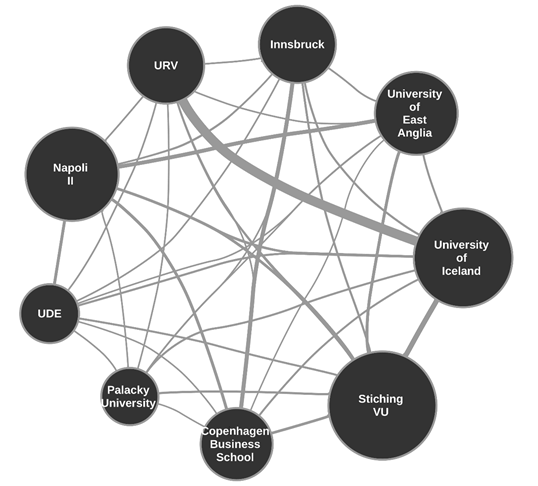 Innsbruck
URV
University
of
East
Anglia
Napoli
II
University
of
Iceland
UDE
Palacky
University
Stiching
VU
Copenhagen
Business
School